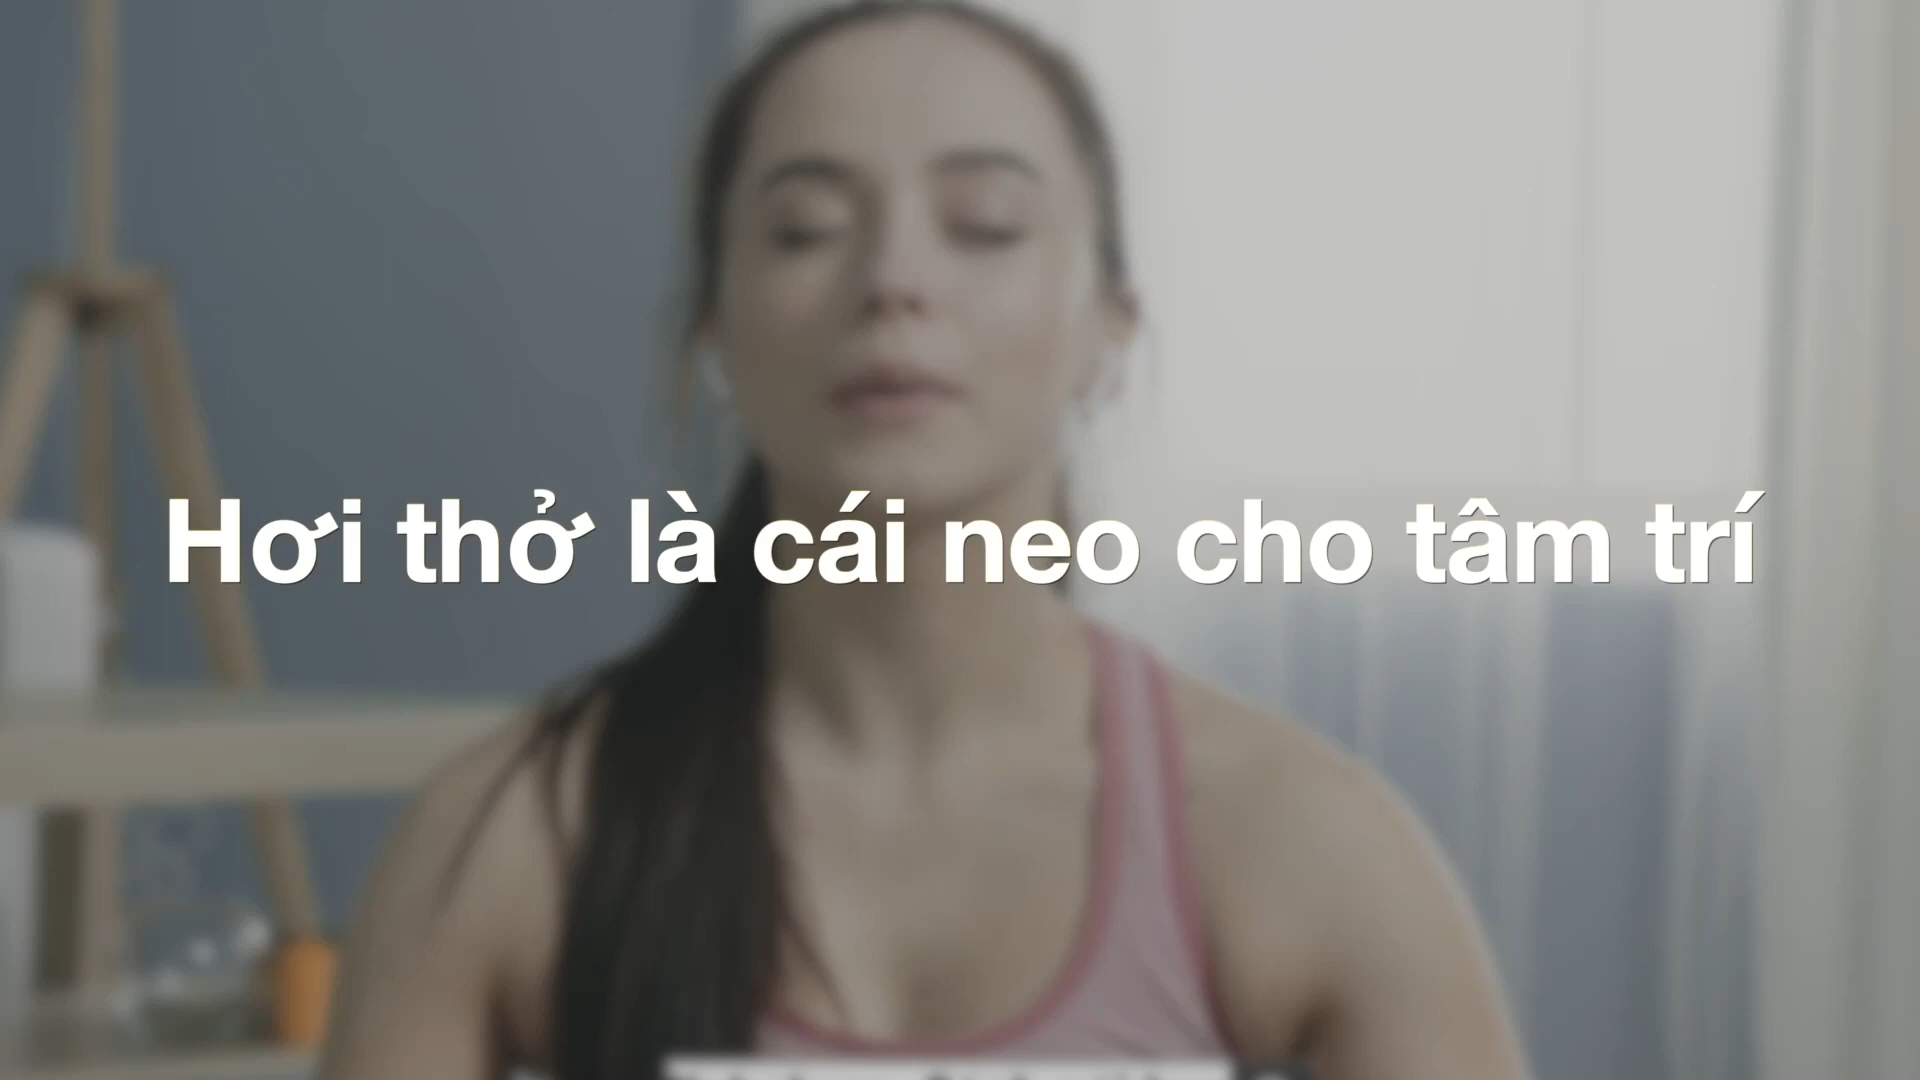 Hơi thở là cái neo cho tâm trí